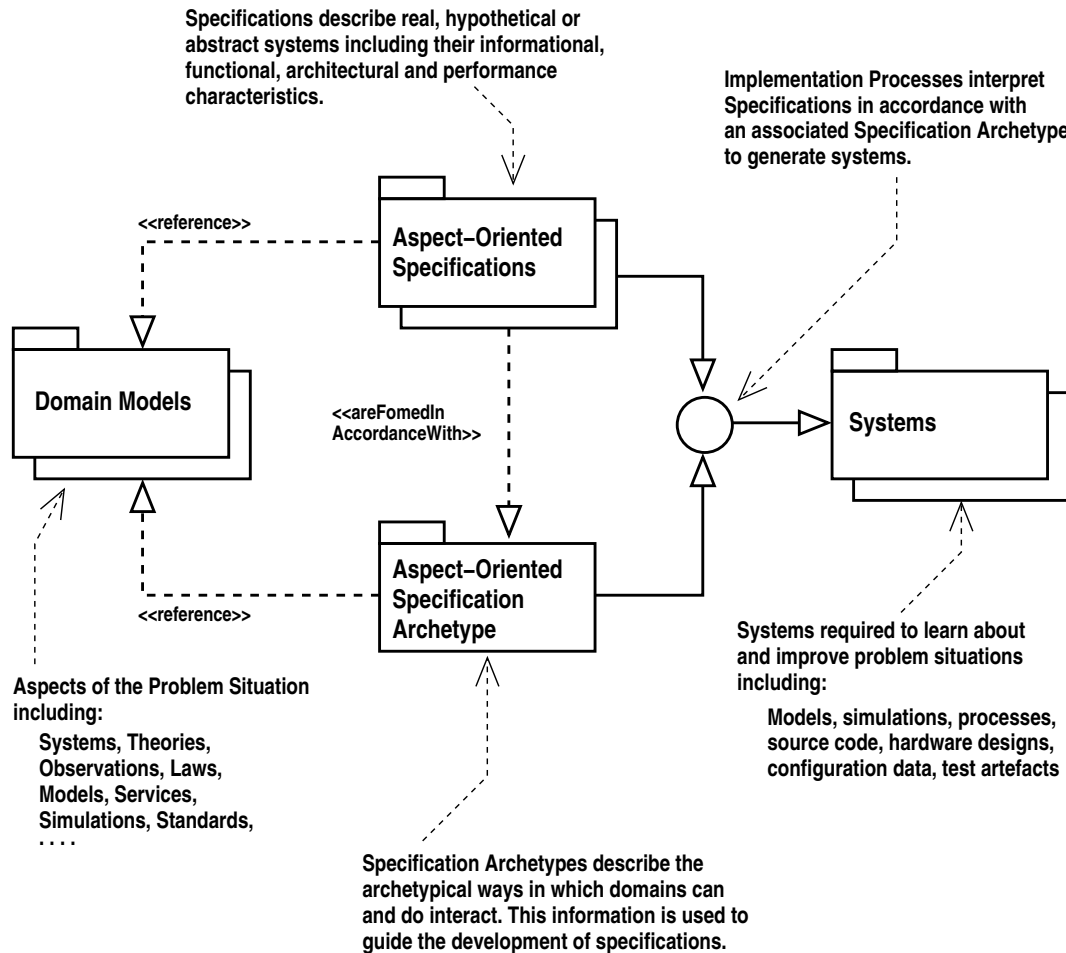 Specifications describe real, hypothetical or
abstract systems including their informational,
functional, architectural and performance
characteristics.
Implementation Processes interpret
Specifications in accordance with
an associated Specification Archetype
to generate systems.
<<reference>>
Aspect–Oriented
Specifications
Domain Models
<<areFomedIn
AccordanceWith>>
Systems
Aspect–Oriented
Specification
Archetype
<<reference>>
Aspects of the Problem Situation
including:
Systems, Theories,
Observations, Laws,
Models, Services,
Simulations, Standards,
. . . .
Systems required to learn about
and improve problem situations
including:
Models, simulations, processes,
source code, hardware designs,
configuration data, test artefacts
Specification Archetypes describe the
archetypical ways in which domains can
and do interact. This information is used to
guide the development of specifications.